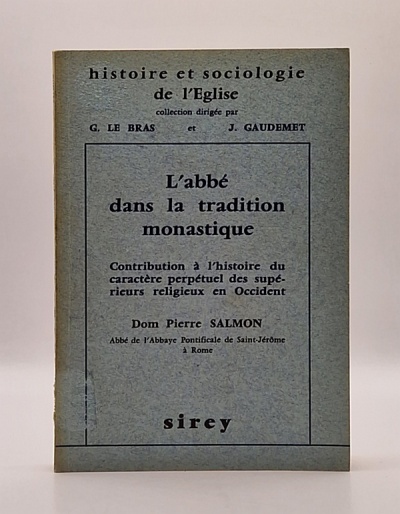 histoire et sociologie
de l'Eglise
collection dirigée par
G. LE BRAS et J. GAUDEMET
L'abbé
dans la tradition
monastique
Contribution à l'histoire du
caractère perpétuel des supé-
rieurs religieux en Occident
Dom Pierre SALMON
Abbé de l'Abbaye Pontificale de Saint-Jérôme
à Rome
sirey